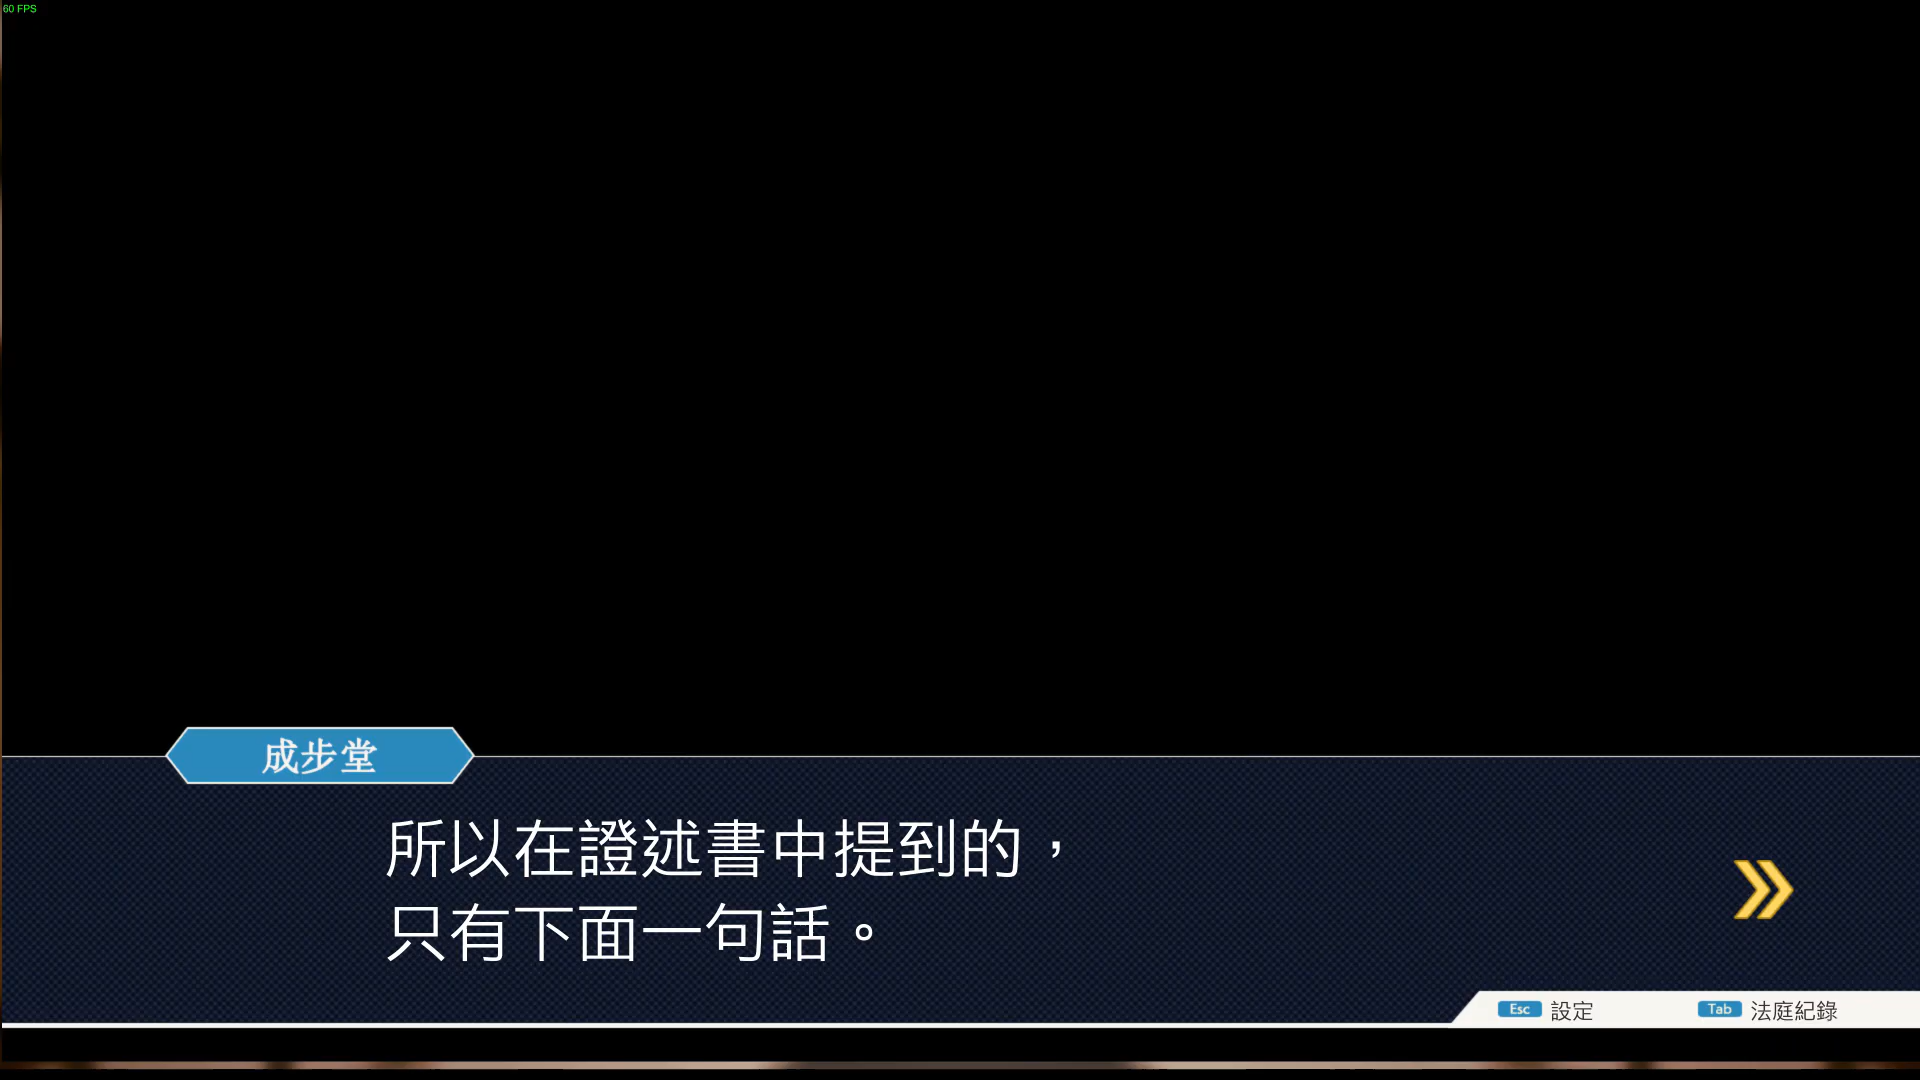 60 FPS
成步堂
所以在證述書中提到的，
只有下面一句話。
Esc 設定 Tab 法庭紀錄